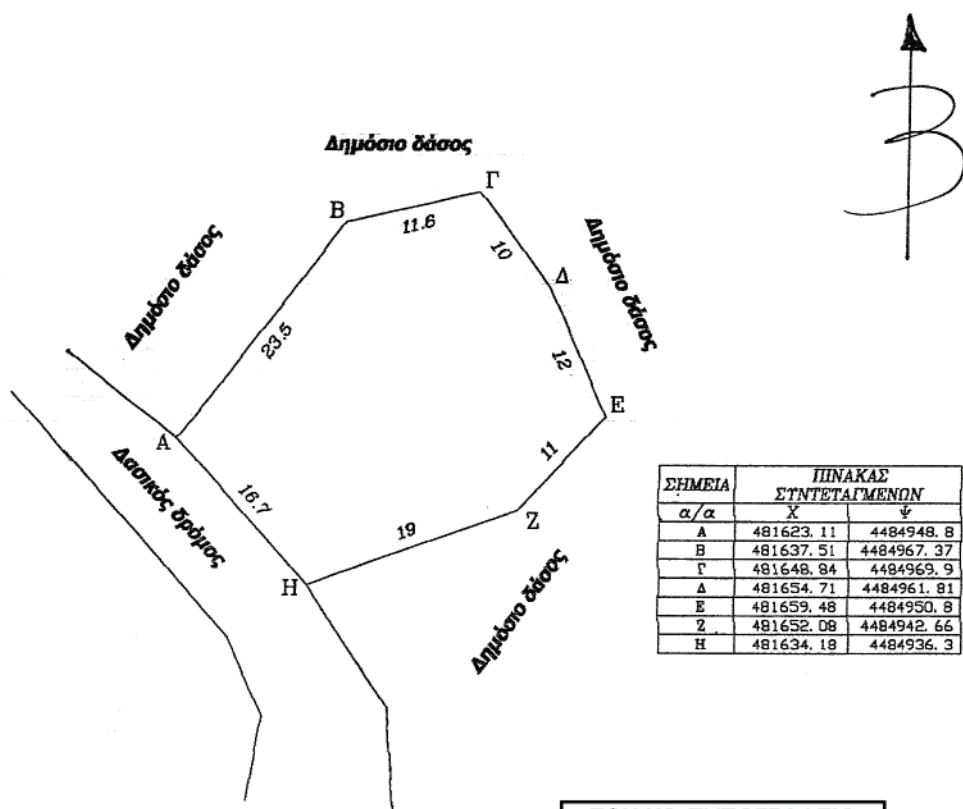 Β
Δημόσιο δάσος
Γ
Β
11.6
10
Δημόσιο δάσος
Δημόσιο δάσος
Δ
23.5
12
Ε
Α
11
Δασικός δρόμος
16.7
19
Ζ
Η
Δημόσιο δάσος
ΣΗΜΕΙΑ ΠΙΝΑΚΑΣ
ΣΥΝΤΕΤΑΓΜΕΝΩΝ
α/α Χ Ψ
Α 481623.11 4484948.8
Β 481637.51 4484967.37
Γ 481648.84 4484969.9
Δ 481654.71 4484961.81
Ε 481659.48 4484950.8
Ζ 481652.08 4484942.66
Η 481634.18 4484936.3